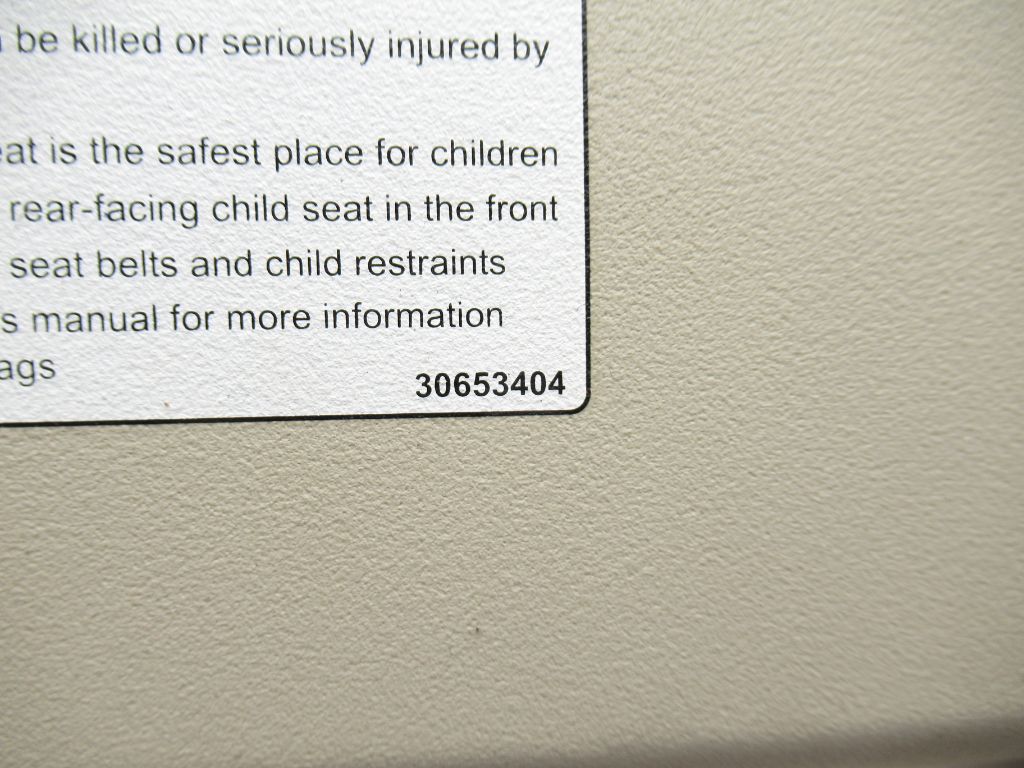 be killed or seriously injured by
is the safest place for children
rear-facing child seat in the front
seat belts and child restraints
s manual for more information
ags
30653404